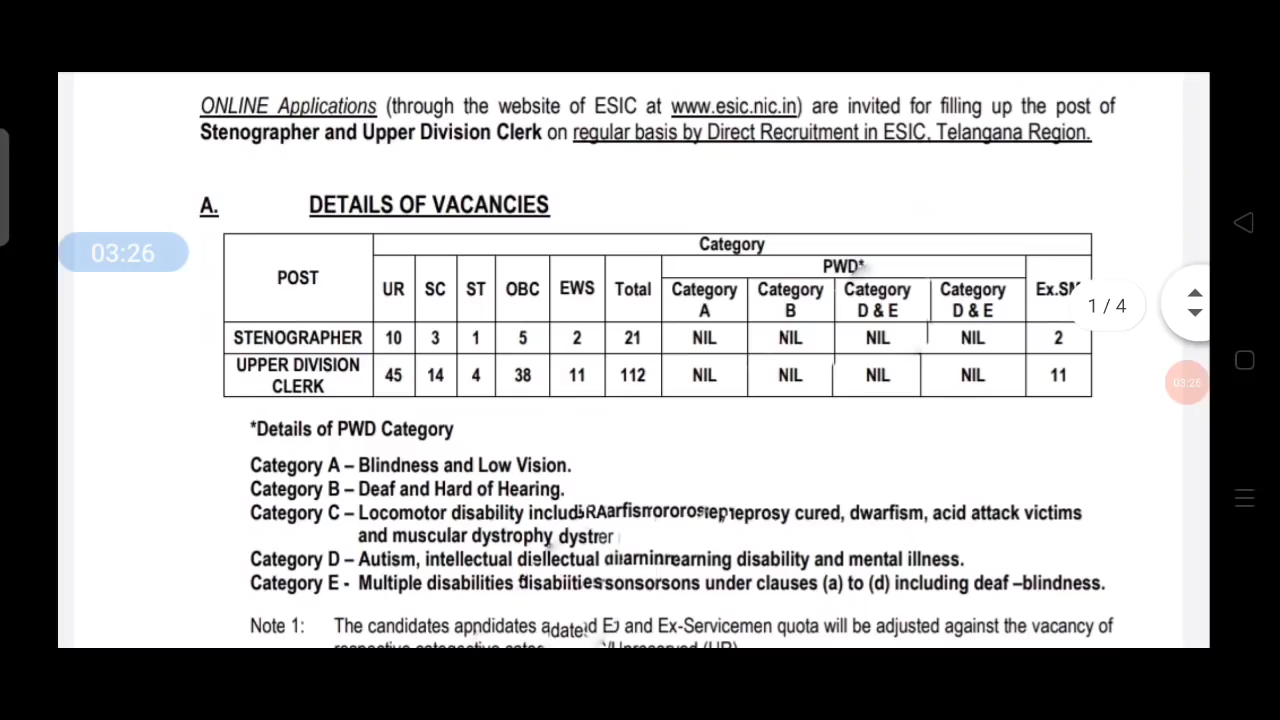 ONLINE Applications (through the website of ESIC at www.esic.nic.in) are invited for filling up the post of
Stenographer and Upper Division Clerk on regular basis by Direct Recruitment in ESIC, Telangana Region.
A. DETAILS OF VACANCIES
03:26
POST Category
UR SC ST OBC EWS Total PWD* Ex.SM
Category A Category B Category D & E Category D & E
1 / 4
STENOGRAPHER 10 3 1 5 2 21 NIL NIL NIL NIL 2
UPPER DIVISION CLERK 45 14 4 38 11 112 NIL NIL NIL NIL 11
03:26
*Details of PWD Category
Category A – Blindness and Low Vision.
Category B – Deaf and Hard of Hearing.
Category C – Locomotor disability cured, dwarfism, acid attack victims
and muscular dystrophy
Category D – Autism, intellectual disability and mental illness.
Category E - Multiple disabilities under clauses (a) to (d) including deaf –blindness.
Note 1: The candidates and Ex-Servicemen quota will be adjusted against the vacancy of